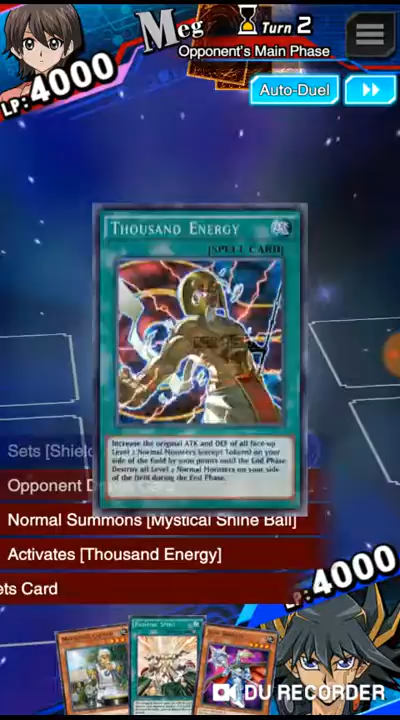 Meg
Turn 2
Opponent's Main Phase
LP: 4000
Auto-Duel
THOUSAND ENERGY
[SPELL CARD]
Increase the original ATK and DEF of all face-up
Level 2 Normal Monsters (except Tokens) on your
side of the field by 1000 points until the End Phase.
Destroy all Level 2 Normal Monsters on your side
of the field during the End Phase.
Sets [Shield
Opponent D
Normal Summons [Mystical Shine Ball]
Activates [Thousand Energy]
ets Card
LP: 4000
DU RECORDER